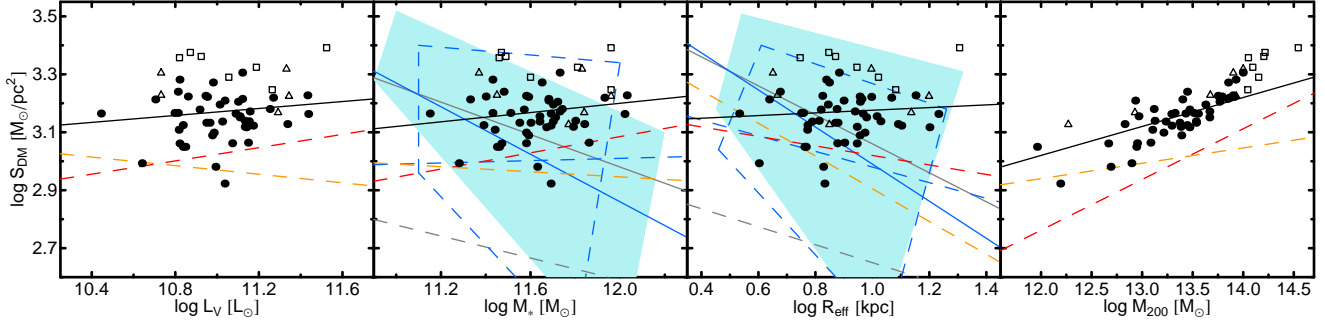 log S_DM [M_⊙/pc²]
3.5
3.3
3.1
2.9
2.7
10.4 10.8 11.2 11.6
11.2 11.6 12.0
0.4 0.6 0.8 1.0 1.2 1.4
12.0 12.5 13.0 13.5 14.0 14.5
log L_V [L_⊙]
log M_* [M_⊙]
log R_eff [kpc]
log M_200 [M_⊙]